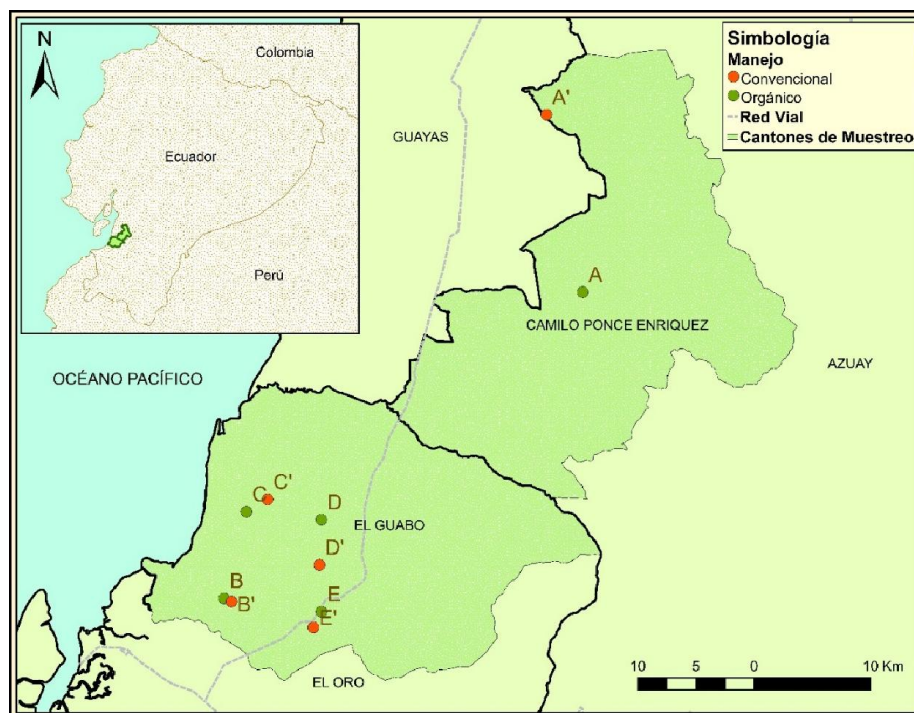 N
Colombia
Ecuador
Perú
Simbología
Manejo
Convencional
Orgánico
Red Vial
Cantones de Muestreo
A'
GUAYAS
A
CAMILO PONCE ENRIQUEZ
AZUAY
OCÉANO PACÍFICO
C C'
D
EL GUABO
D'
B
B'
E
E'
EL ORO
10 5 0 10 Km